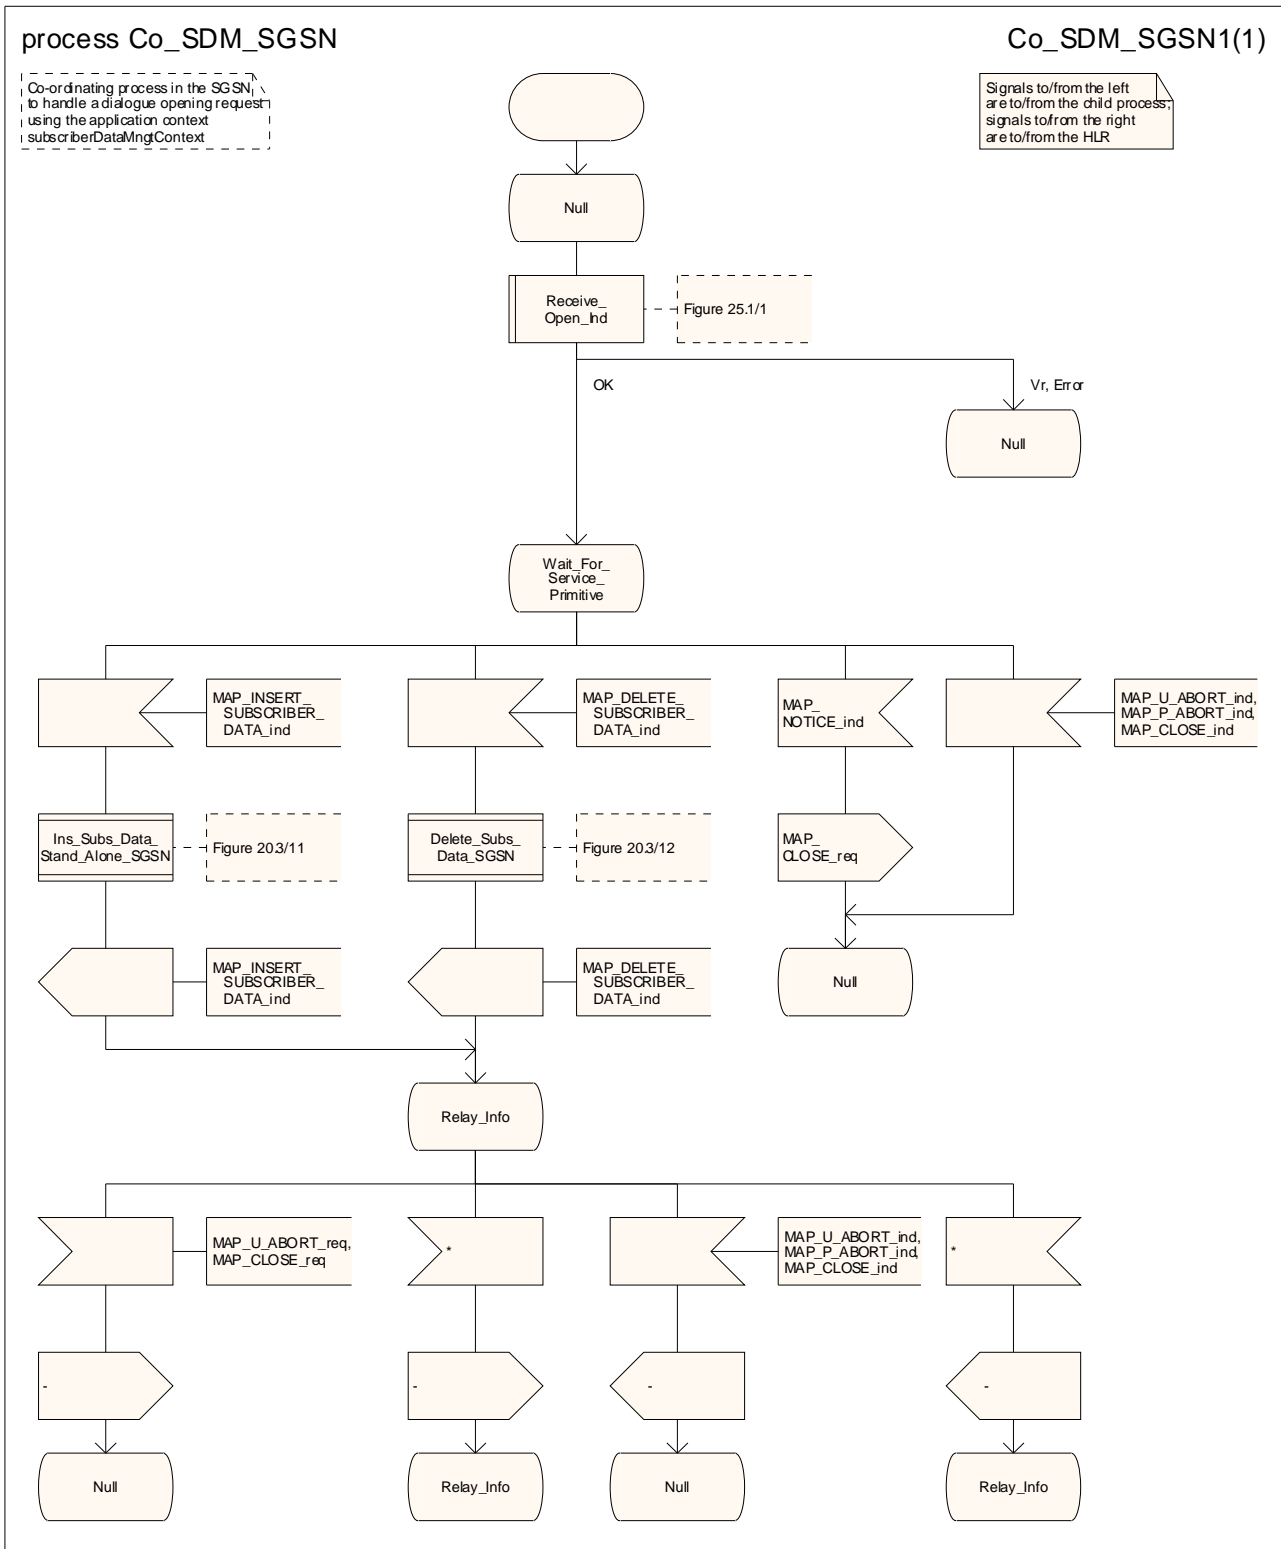 process Co_SDM_SGSN
Co_SDM_SGSN1(1)
Co-ordinating process in the SGSN
to handle a dialogue opening request
using the application context
subscriberDataMngtContext
Signals to/from the left
are to/from the child process;
signals to/from the right
are to/from the HLR
Null
Receive_
Open_Ind
Figure 25.1/1
OK
Vr, Error
Null
Wait_For_
Service_
Primitive
MAP_INSERT_
SUBSCRIBER_
DATA_ind
MAP_DELETE_
SUBSCRIBER_
DATA_ind
MAP_
NOTICE_ind
MAP_U_ABORT_ind,
MAP_P_ABORT_ind,
MAP_CLOSE_ind
Ins_Subs_Data_
Stand_Alone_SGSN
Figure 20.3/11
Delete_Subs_
Data_SGSN
Figure 20.3/12
MAP_
CLOSE_req
MAP_INSERT_
SUBSCRIBER_
DATA_ind
MAP_DELETE_
SUBSCRIBER_
DATA_ind
Null
Relay_Info
MAP_U_ABORT_req,
MAP_CLOSE_req
*
MAP_U_ABORT_ind,
MAP_P_ABORT_ind,
MAP_CLOSE_ind
*
-
-
-
-
Null
Relay_Info
Null
Relay_Info